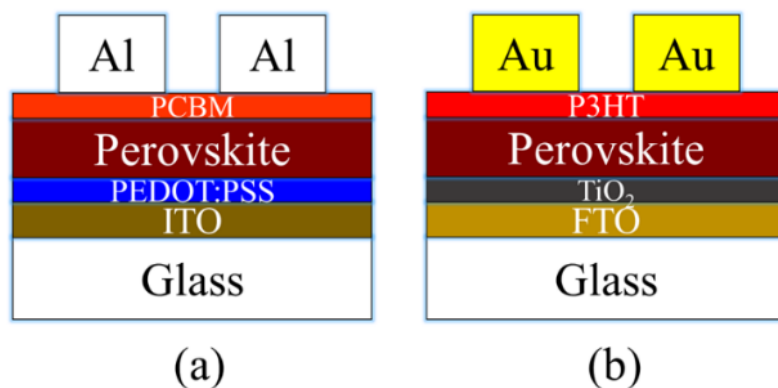 Al Al
PCBM
Perovskite
PEDOT:PSS
ITO
Glass
(a)
Au Au
P3HT
Perovskite
TiO₂
FTO
Glass
(b)